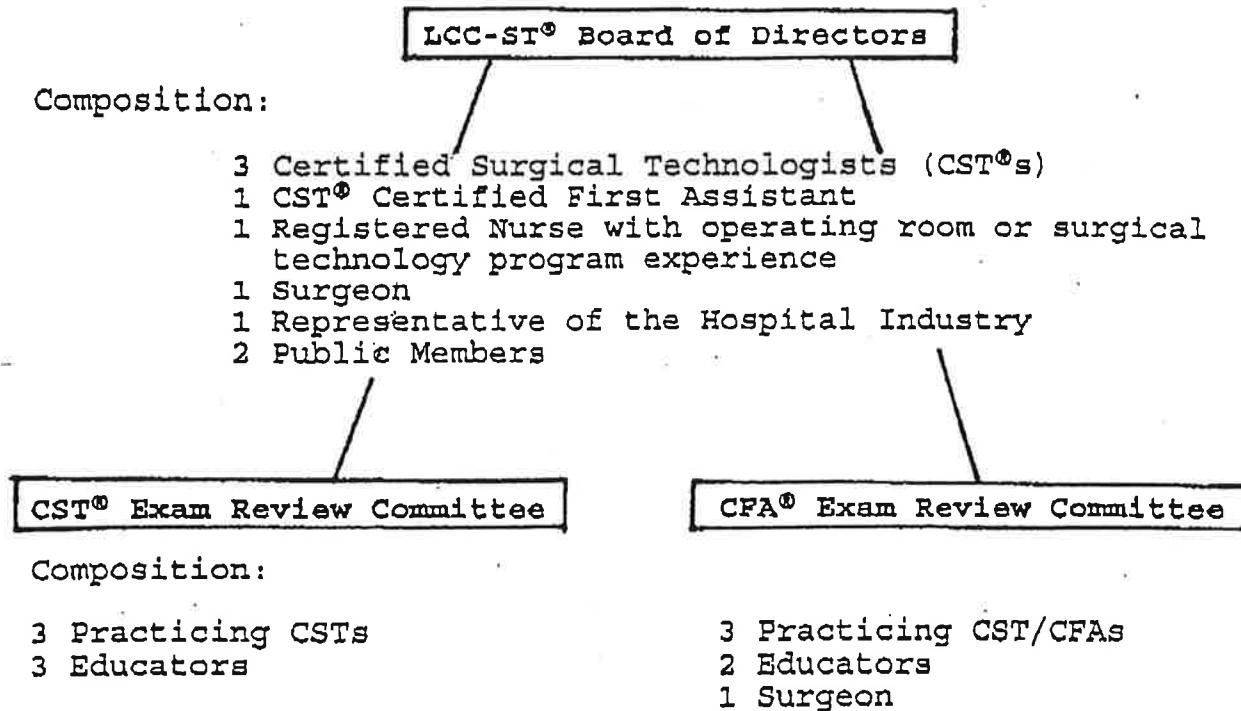 LCC-ST® Board of Directors
Composition:
3 Certified Surgical Technologists (CST®s)
1 CST® Certified First Assistant
1 Registered Nurse with operating room or surgical
technology program experience
1 Surgeon
1 Representative of the Hospital Industry
2 Public Members
CST® Exam Review Committee
Composition:
3 Practicing CSTs
3 Educators
CFA® Exam Review Committee
3 Practicing CST/CFAs
2 Educators
1 Surgeon